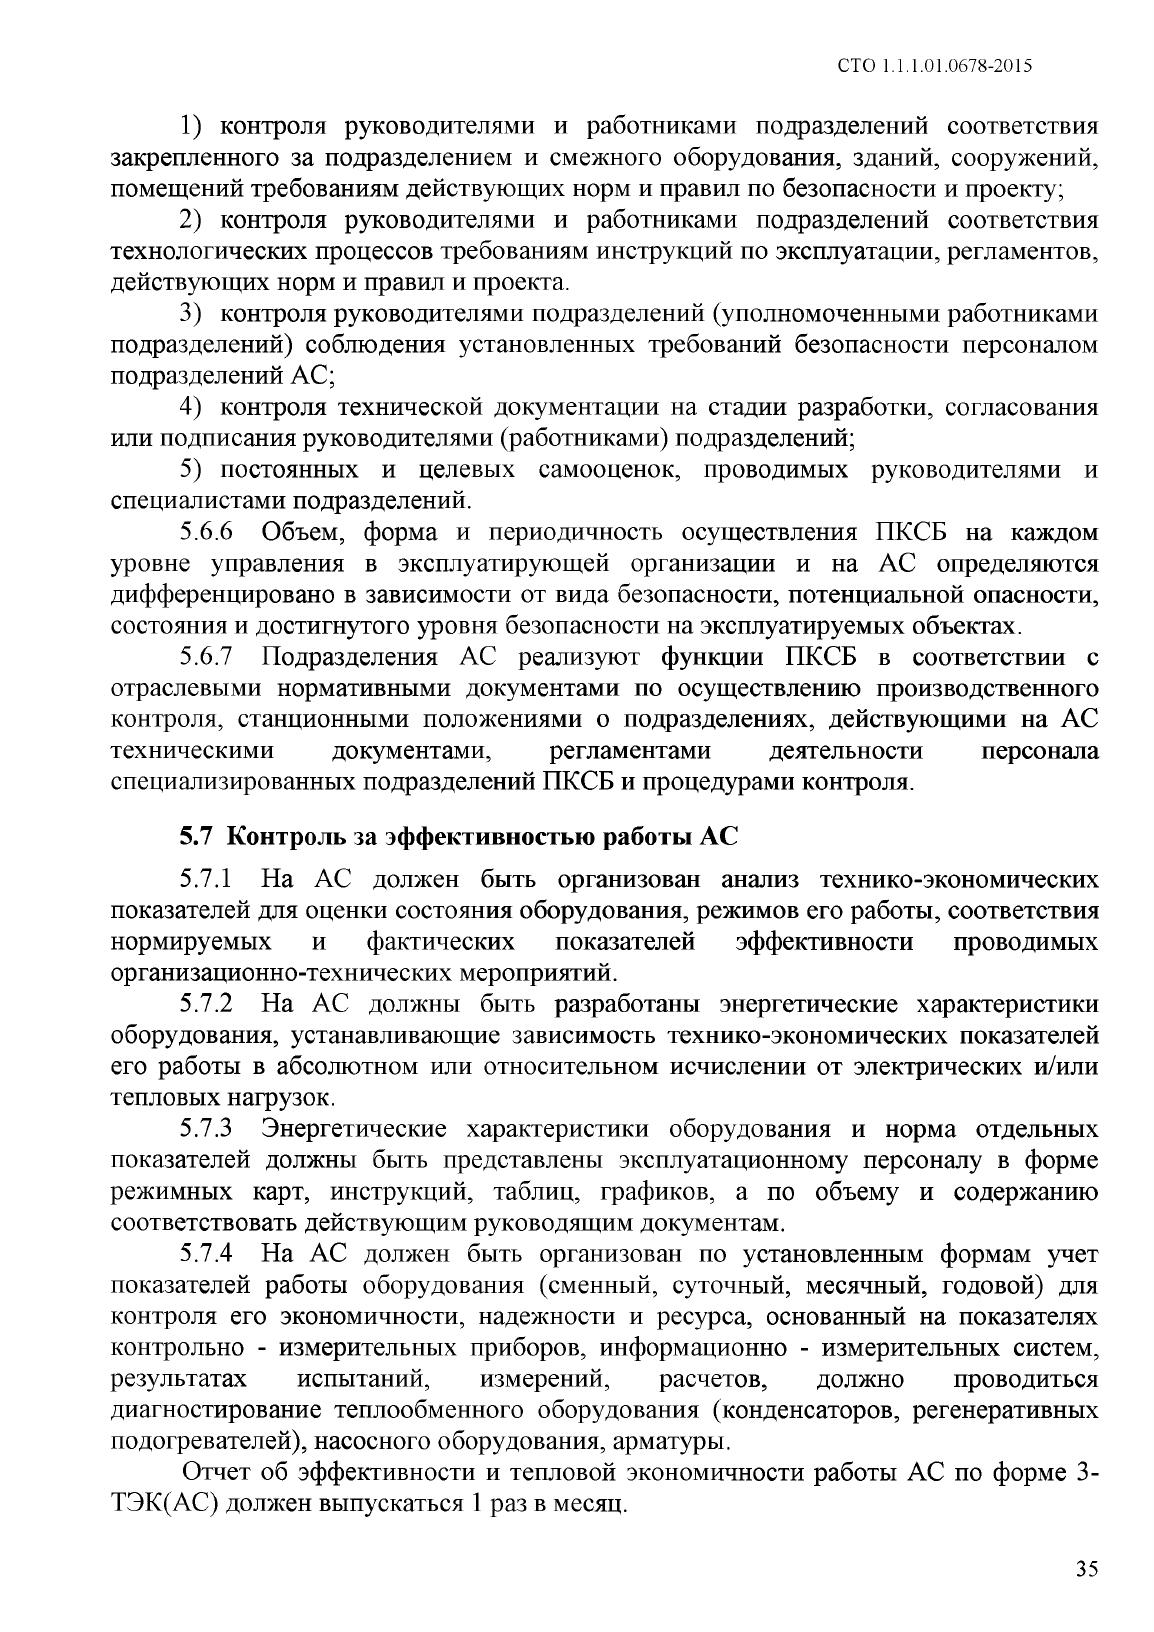 СТО 1.1.1.01.0678-2015
1) контроля руководителями и работниками подразделений соответствия
закрепленного за подразделением и смежного оборудования, зданий, сооружений,
помещений требованиям действующих норм и правил по безопасности и проекту;
2) контроля руководителями и работниками подразделений соответствия
технологических процессов требованиям инструкций по эксплуатации, регламентов,
действующих норм и правил и проекта.
3) контроля руководителями подразделений (уполномоченными работниками
подразделений) соблюдения установленных требований безопасности персоналом
подразделений АС;
4) контроля технической документации на стадии разработки, согласования
или подписания руководителями (работниками) подразделений;
5) постоянных и целевых самооценок, проводимых руководителями и
специалистами подразделений.
5.6.6 Объем, форма и периодичность осуществления ПКСБ на каждом
уровне управления в эксплуатирующей организации и на АС определяются
дифференцировано в зависимости от вида безопасности, потенциальной опасности,
состояния и достигнутого уровня безопасности на эксплуатируемых объектах.
5.6.7 Подразделения АС реализуют функции ПКСБ в соответствии с
отраслевыми нормативными документами по осуществлению производственного
контроля, станционными положениями о подразделениях, действующими на АС
техническими документами, регламентами деятельности персонала
специализированных подразделений ПКСБ и процедурами контроля.
5.7 Контроль за эффективностью работы АС
5.7.1 На АС должен быть организован анализ технико-экономических
показателей для оценки состояния оборудования, режимов его работы, соответствия
нормируемых и фактических показателей эффективности проводимых
организационно-технических мероприятий.
5.7.2 На АС должны быть разработаны энергетические характеристики
оборудования, устанавливающие зависимость технико-экономических показателей
его работы в абсолютном или относительном исчислении от электрических и/или
тепловых нагрузок.
5.7.3 Энергетические характеристики оборудования и норма отдельных
показателей должны быть представлены эксплуатационному персоналу в форме
режимных карт, инструкций, таблиц, графиков, а по объему и содержанию
соответствовать действующим руководящим документам.
5.7.4 На АС должен быть организован по установленным формам учет
показателей работы оборудования (сменный, суточный, месячный, годовой) для
контроля его экономичности, надежности и ресурса, основанный на показателях
контрольно - измерительных приборов, информационно - измерительных систем,
результатах испытаний, измерений, расчетов, должно проводиться
диагностирование теплообменного оборудования (конденсаторов, регенеративных
подогревателей), насосного оборудования, арматуры.
Отчет об эффективности и тепловой экономичности работы АС по форме 3-
ТЭК(АС) должен выпускаться 1 раз в месяц.
35